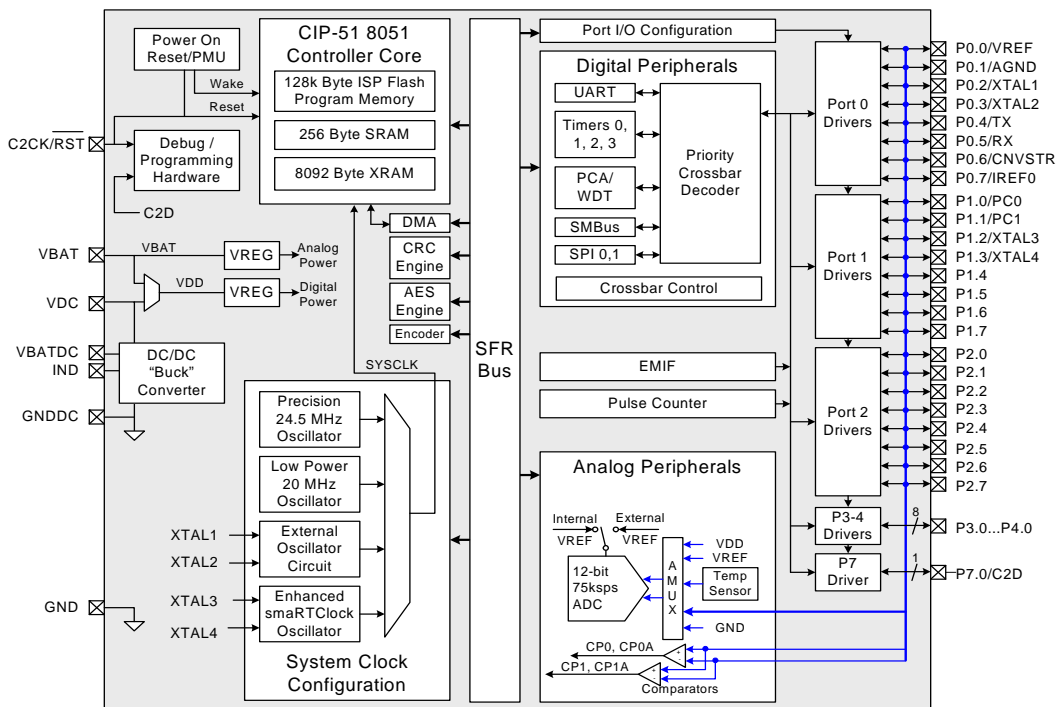 Power On
Reset/PMU
Wake
Reset
C2CK/RST
Debug /
Programming
Hardware
C2D
VBAT
VBAT
VREG
Analog
Power
VDC
VDD
VREG
Digital
Power
VBATDC
IND
DC/DC
“Buck”
Converter
GNDDC
GND
CIP-51 8051
Controller Core
128k Byte ISP Flash
Program Memory
256 Byte SRAM
8092 Byte XRAM
DMA
CRC
Engine
AES
Engine
Encoder
SYSCLK
Precision
24.5 MHz
Oscillator
Low Power
20 MHz
Oscillator
XTAL1
XTAL2
External
Oscillator
Circuit
XTAL3
XTAL4
Enhanced
smaRTClock
Oscillator
System Clock
Configuration
SFR
Bus
Port I/O Configuration
Digital Peripherals
UART
Timers 0,
1, 2, 3
PCA/
WDT
SMBus
SPI 0,1
Priority
Crossbar
Decoder
Crossbar Control
EMIF
Pulse Counter
Analog Peripherals
Internal
VREF
External
VREF
12-bit
75ksps
ADC
A
M
U
X
VDD
VREF
Temp
Sensor
GND
CP0, CP0A
+
-
CP1, CP1A
+
-
Comparators
Port 0
Drivers
Port 1
Drivers
Port 2
Drivers
P3-4
Drivers
P7
Driver
8
1
P0.0/VREF
P0.1/AGND
P0.2/XTAL1
P0.3/XTAL2
P0.4/TX
P0.5/RX
P0.6/CNVSTR
P0.7/IREF0
P1.0/PC0
P1.1/PC1
P1.2/XTAL3
P1.3/XTAL4
P1.4
P1.5
P1.6
P1.7
P2.0
P2.1
P2.2
P2.3
P2.4
P2.5
P2.6
P2.7
P3.0...P4.0
P7.0/C2D